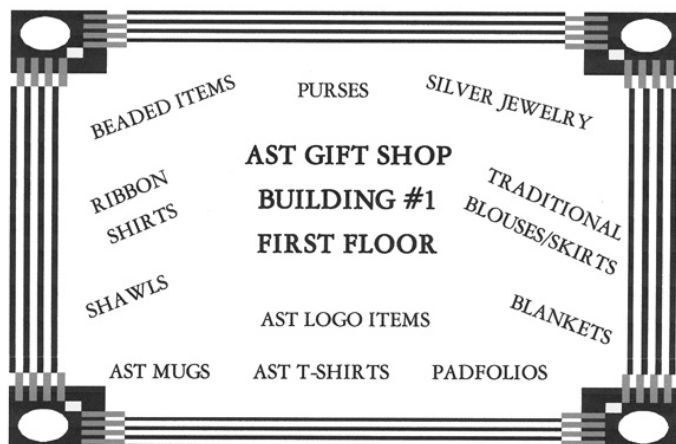 BEADED ITEMS
PURSES
SILVER JEWELRY
AST GIFT SHOP
BUILDING #1
FIRST FLOOR
RIBBON
SHIRTS
TRADITIONAL
BLOUSES/SKIRTS
SHAWLS
AST LOGO ITEMS
BLANKETS
AST MUGS
AST T-SHIRTS
PADFOLIOS